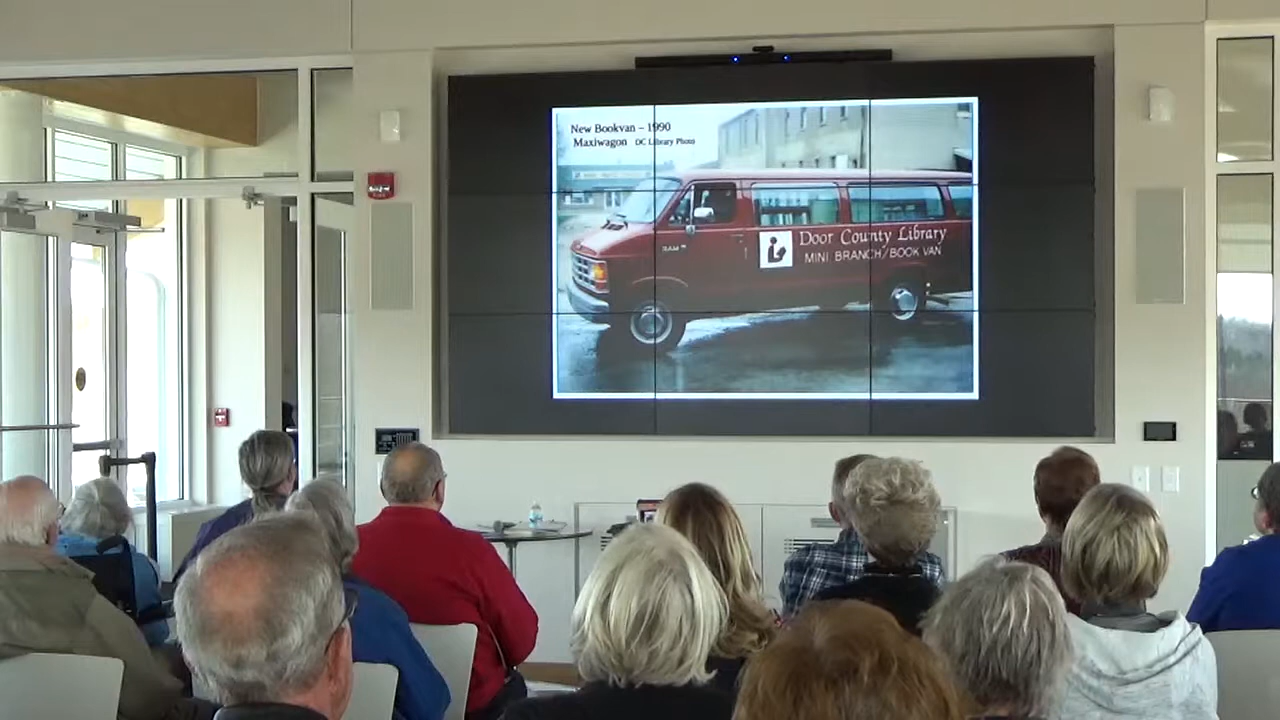 New Bookvan – 1990
Maxiwagon DC Library Photo
Door County Library
MINI BRANCH/BOOK VAN
RAM